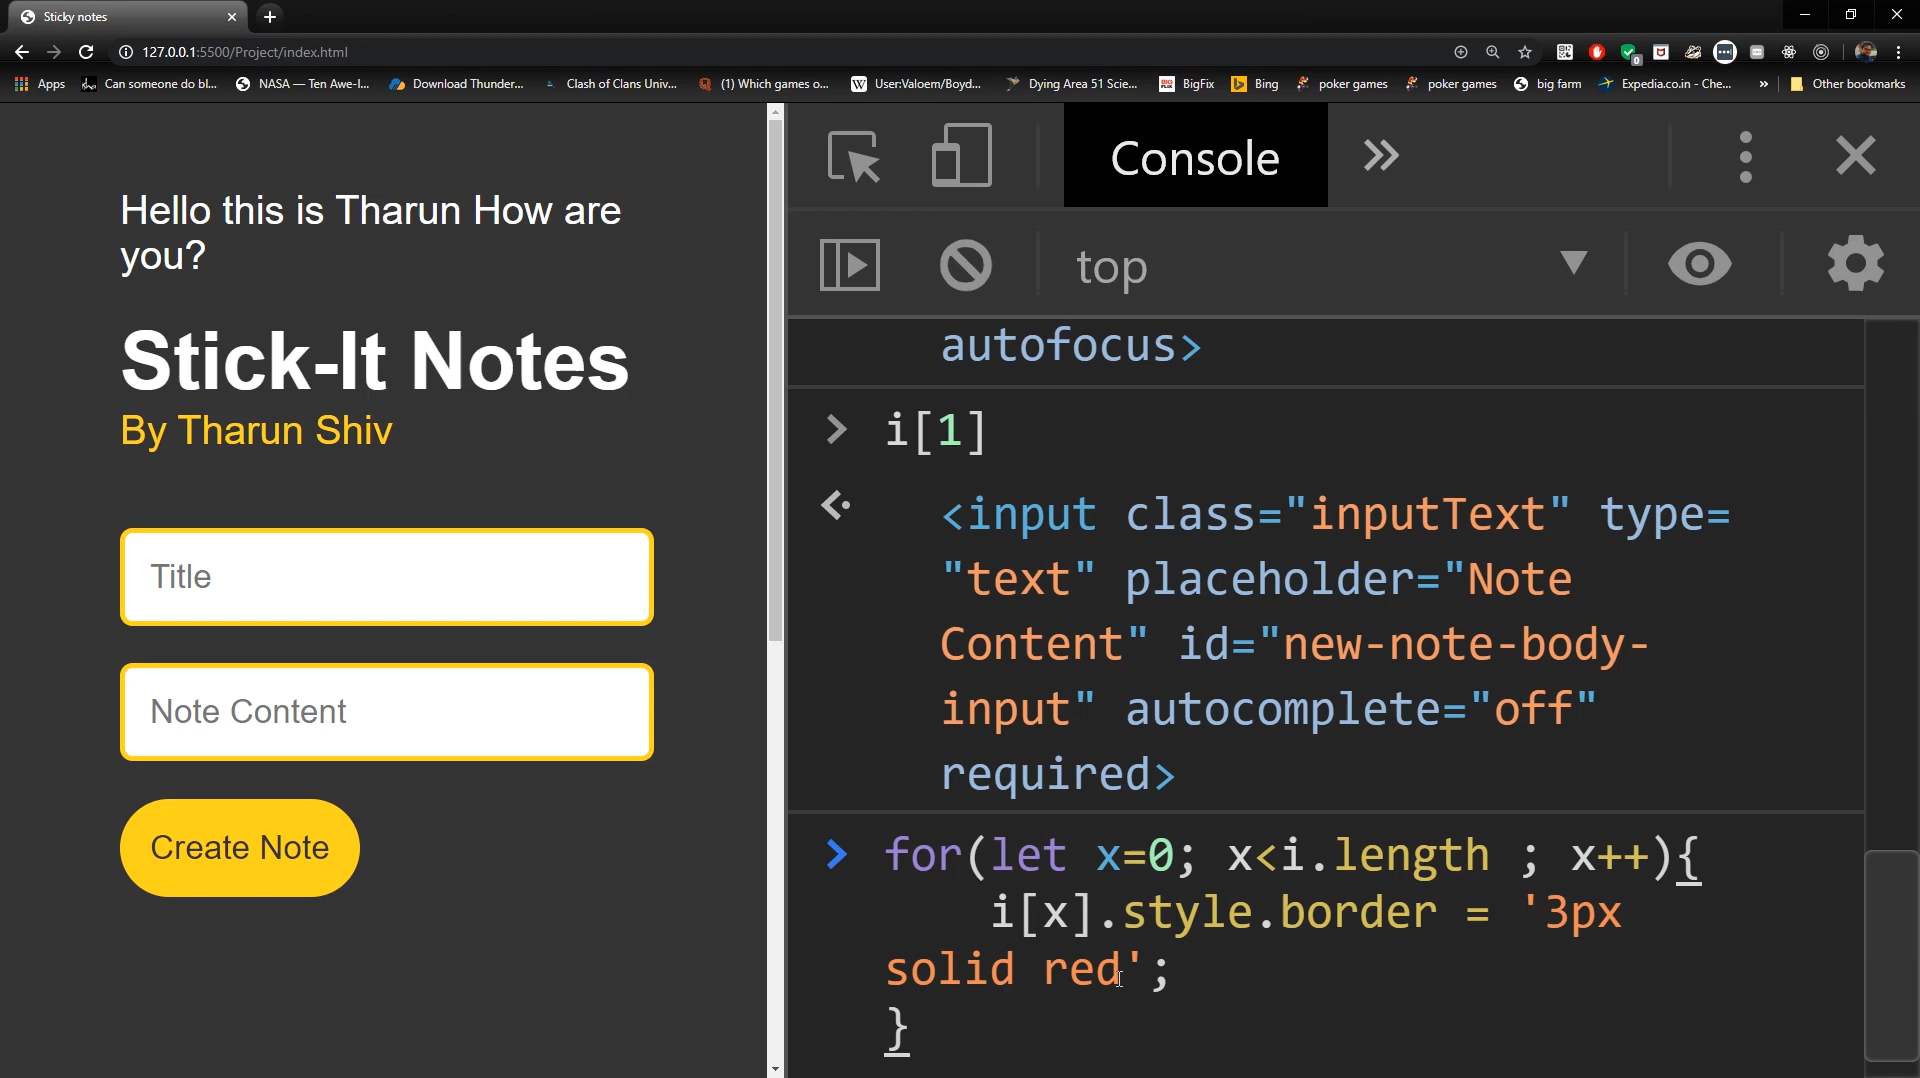 Sticky notes
127.0.0.1:5500/Project/index.html
Apps Can someone do bl... NASA — Ten Awe-I... Download Thunder... Clash of Clans Univ... (1) Which games o... User:Valoem/Boyd... Dying Area 51 Scie... BigFix Bing poker games poker games big farm Expedia.co.in - Che... » Other bookmarks
Hello this is Tharun How are
you?
Stick-It Notes
By Tharun Shiv
Title
Note Content
Create Note
Console
top
autofocus>
> i[1]
<input class="inputText" type=
"text" placeholder="Note
Content" id="new-note-body-
input" autocomplete="off"
required>
> for(let x=0; x<i.length ; x++){
i[x].style.border = '3px
solid red';
}